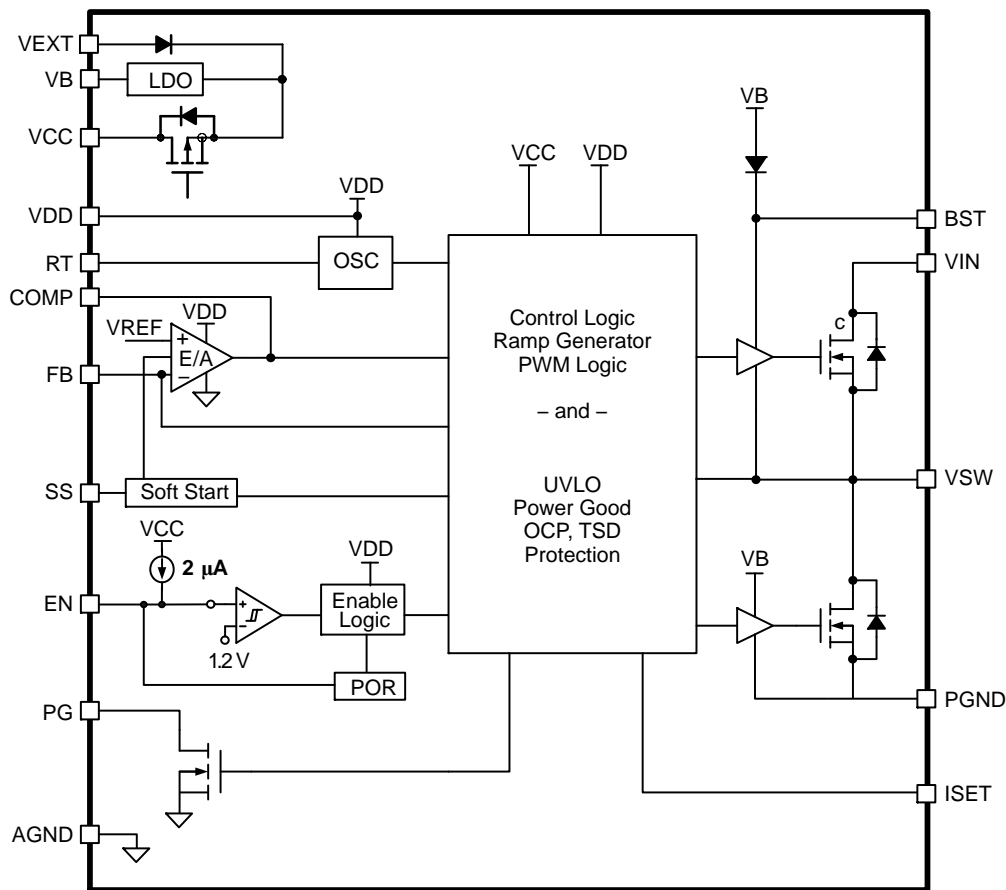 VEXT
VB
LDO
VCC
VB
VCC
VDD
VDD
VDD
BST
RT
OSC
VIN
COMP
VREF
VDD
+
E/A
–
FB
Control Logic
Ramp Generator
PWM Logic
– and –
UVLO
Power Good
OCP, TSD
Protection
C
SS
Soft Start
VSW
VCC
2 µA
VDD
VB
EN
+
–
1.2 V
Enable
Logic
POR
PG
PGND
ISET
AGND